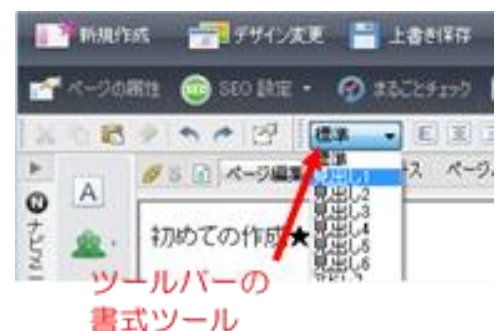 新規作成 デザイン変更 上書き保存
ページの属性 SEO 設定 まるごとチェック
標準
標準
ページ編集
見出し1
見出し2
見出し3
見出し4
見出し5
見出し6
A
ナビ
初めての作成★
ツールバーの
書式ツール